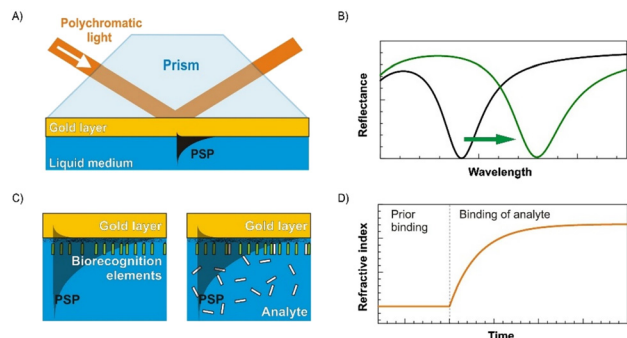 A)
Polychromatic
light
Prism
Gold layer
PSP
Liquid medium
B)
Reflectance
Wavelength
C)
Gold layer
Biorecognition
elements
PSP
Gold layer
PSP
Analyte
D)
Prior
binding
Binding of analyte
Refractive index
Time